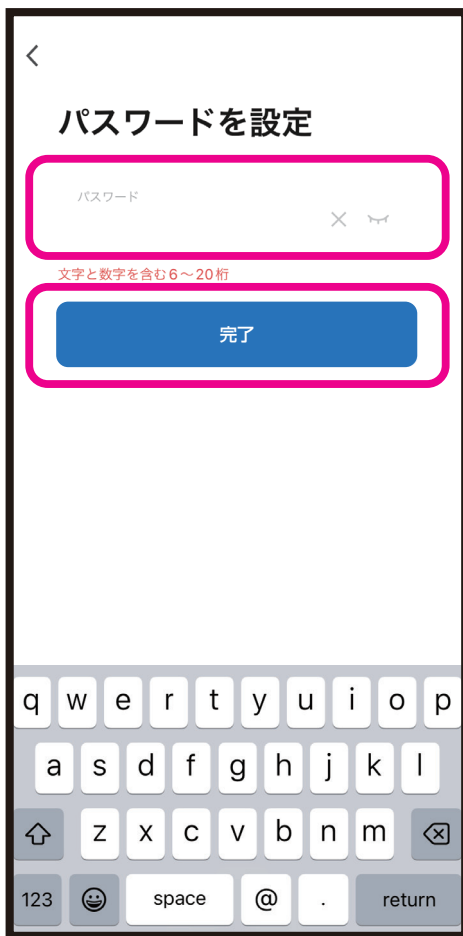 パスワードを設定
パスワード
文字と数字を含む6～20桁
完了
q w e r t y u i o p
a s d f g h j k l
z x c v b n m
123 space @ . return